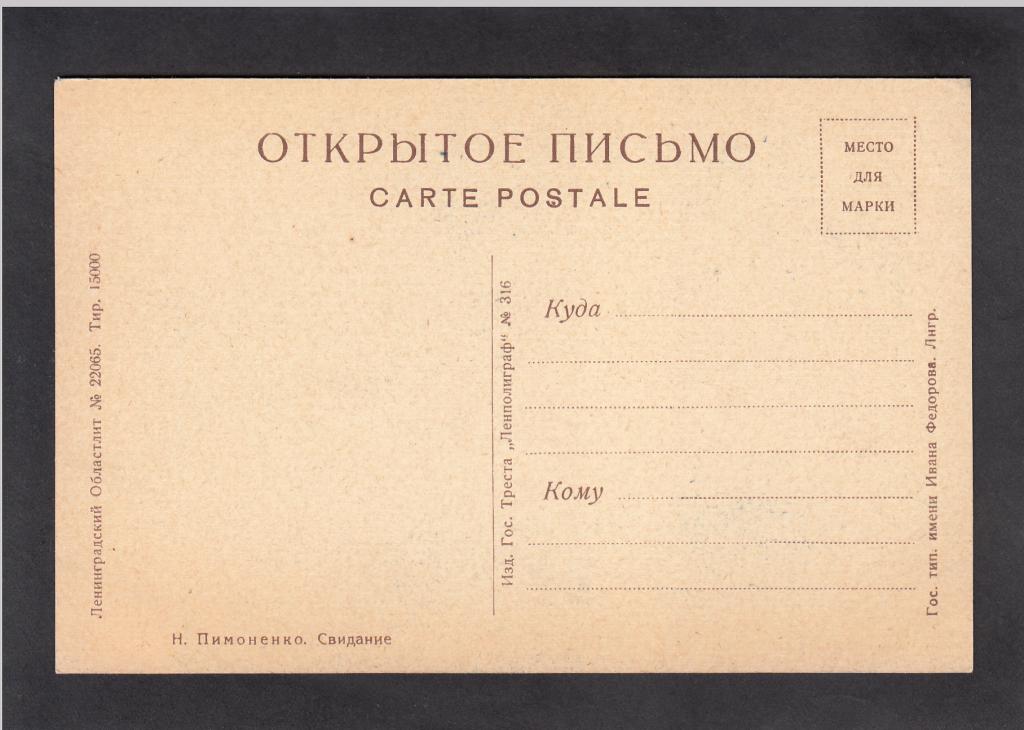 ОТКРЫТОЕ ПИСЬМО
CARTE POSTALE
МЕСТО
ДЛЯ
МАРКИ
Ленинградский Областлит № 22065. Тир. 15000
Изд. Гос. Треста „Ленполиграф“ № 316
Куда
Кому
Гос. тип. имени Ивана Федорова. Лнгр.
Н. Пимоненко. Свидание